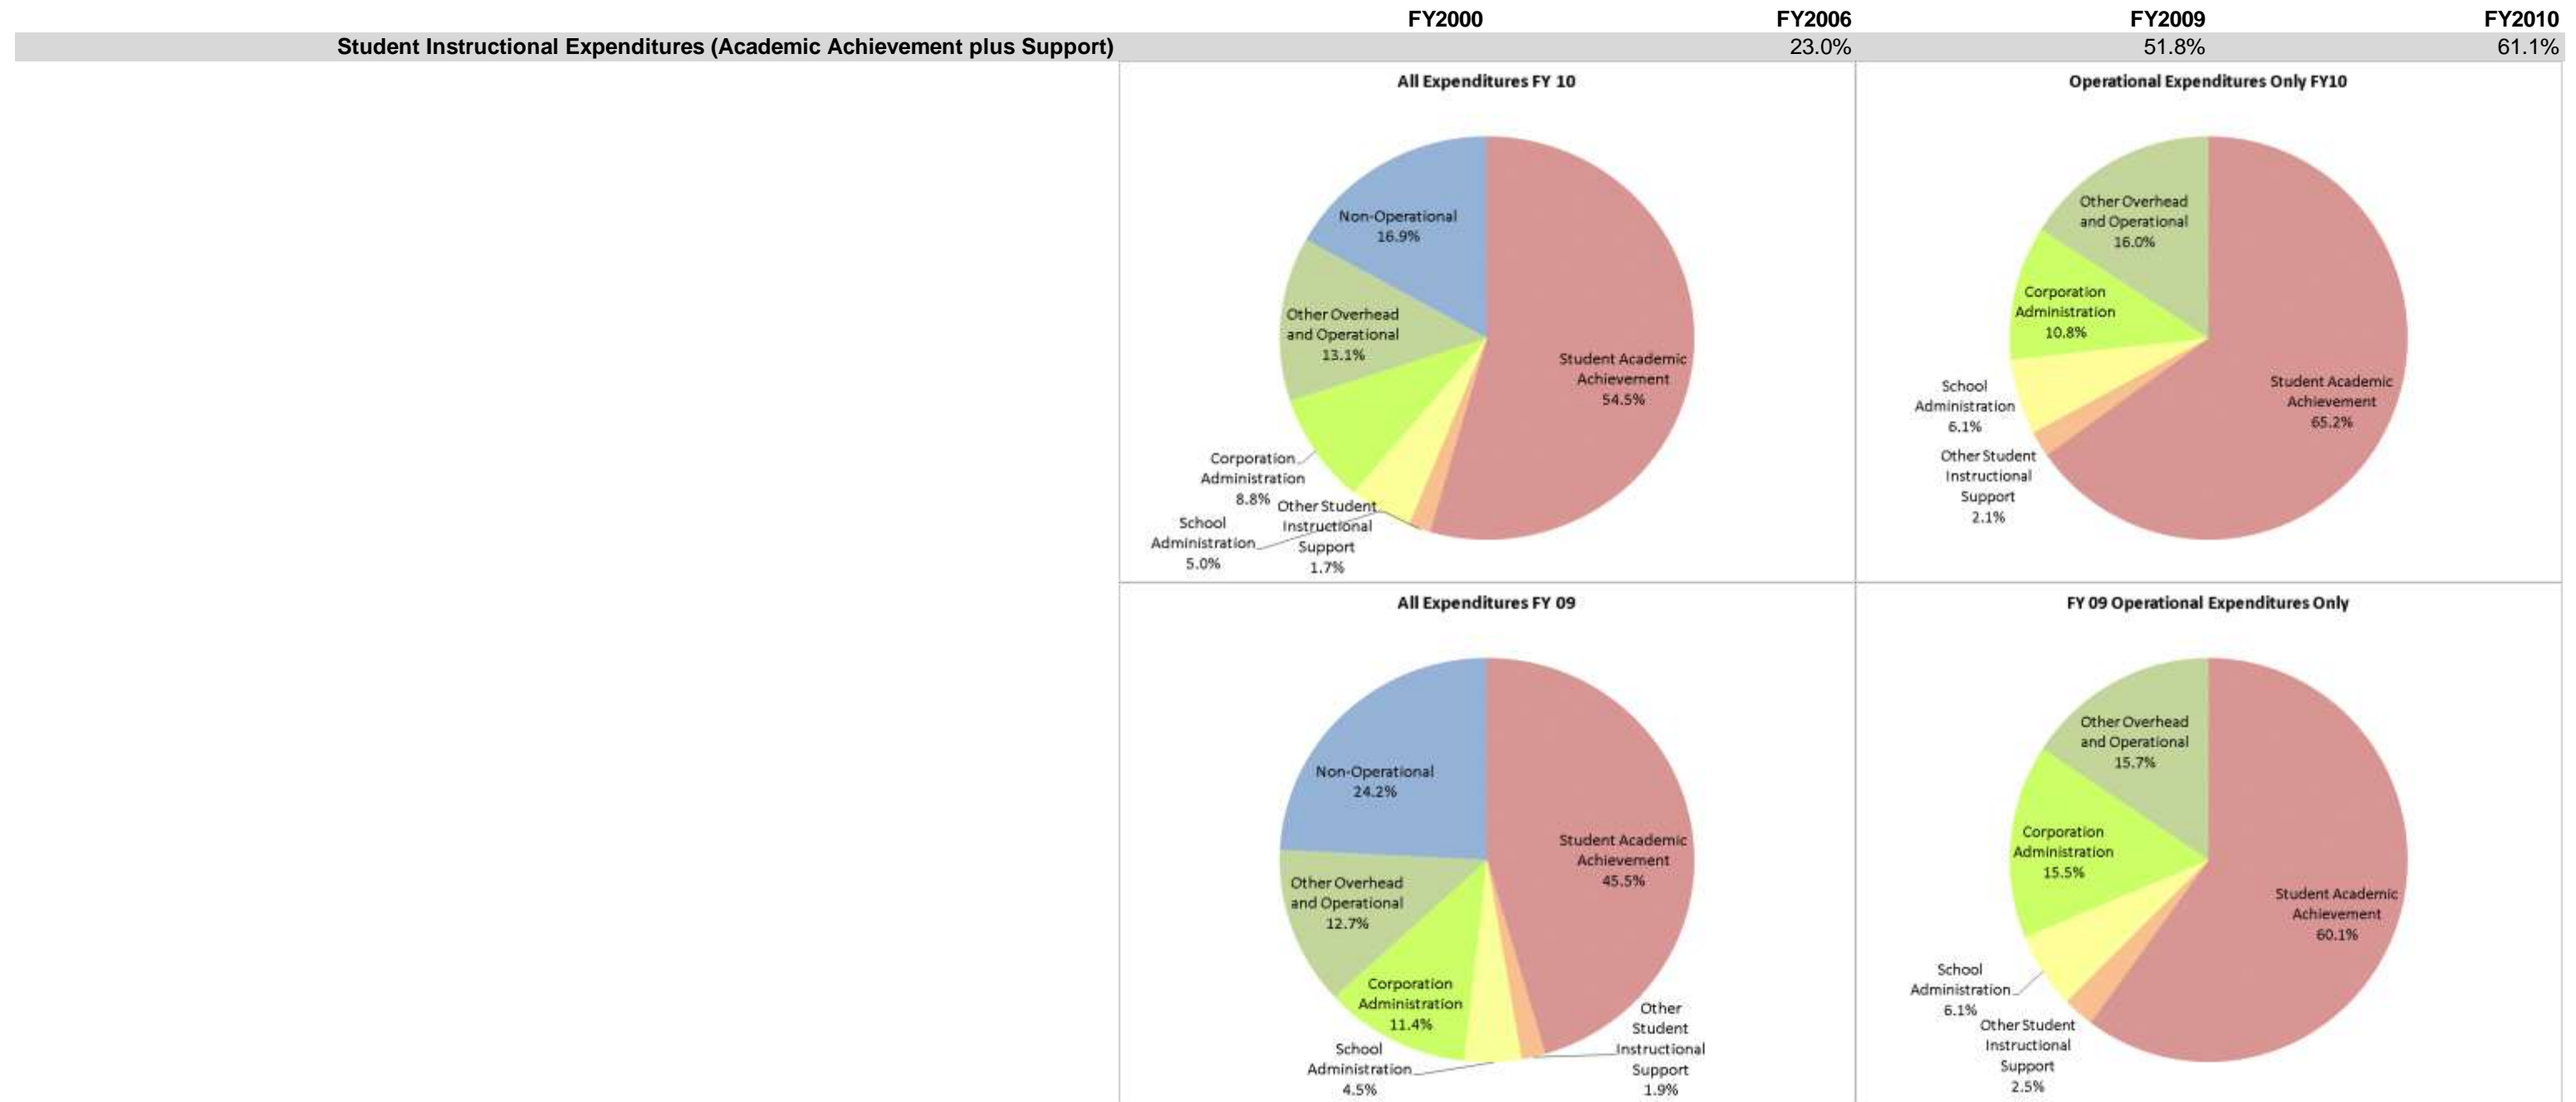 FY2000 FY2006 FY2009 FY2010
Student Instructional Expenditures (Academic Achievement plus Support) 23.0% 51.8% 61.1%
All Expenditures FY 10
Non-Operational
16.9%
Other Overhead
and Operational
13.1%
Student Academic
Achievement
54.5%
Corporation
Administration
8.8%
School
Administration
5.0%
Other Student
Instructional
Support
1.7%
Operational Expenditures Only FY10
Other Overhead
and Operational
16.0%
Corporation
Administration
10.8%
School
Administration
6.1%
Other Student
Instructional
Support
2.1%
Student Academic
Achievement
65.2%
All Expenditures FY 09
Non-Operational
24.2%
Other Overhead
and Operational
12.7%
Corporation
Administration
11.4%
School
Administration
4.5%
Student Academic
Achievement
45.5%
Other
Student
Instructional
Support
1.9%
FY 09 Operational Expenditures Only
Other Overhead
and Operational
15.7%
Corporation
Administration
15.5%
School
Administration
6.1%
Other Student
Instructional
Support
2.5%
Student Academic
Achievement
60.1%